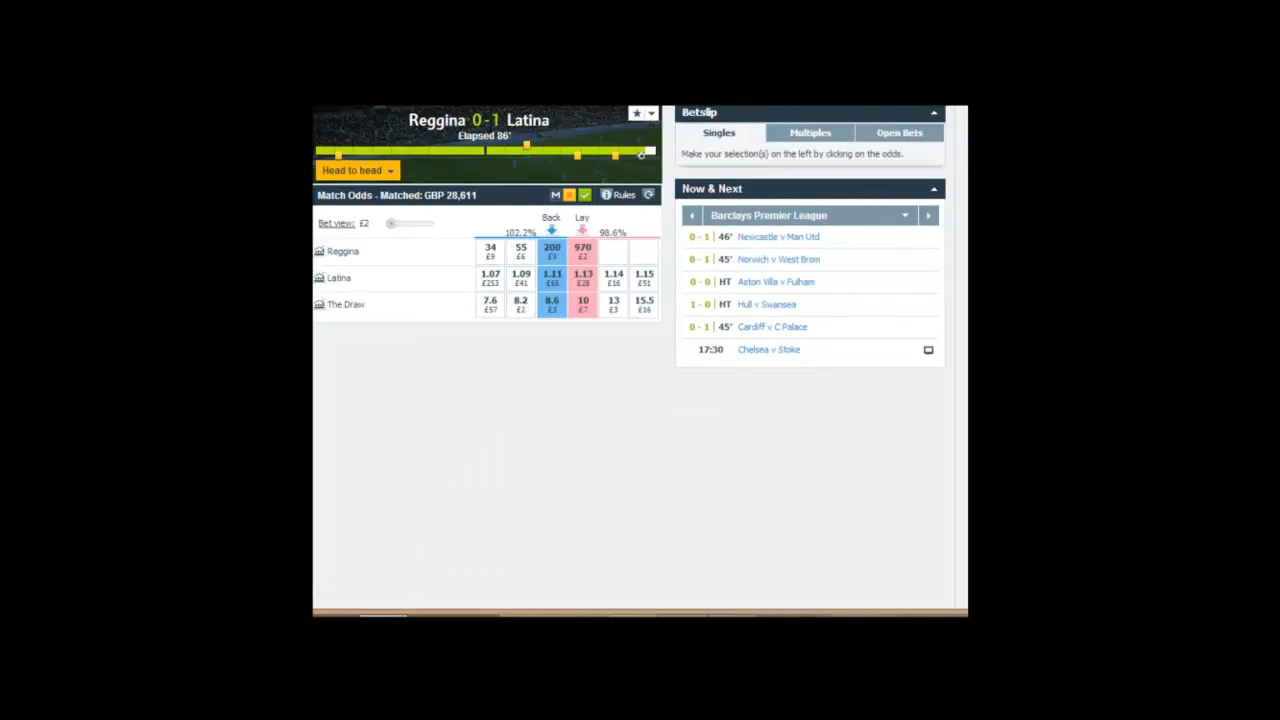 Reggina 0-1 Latina
Elapsed 86'
Head to head
Match Odds - Matched: GBP 28,611 M Rules
Bet view: £2
Back Lay
102.2% 98.6%
Reggina 34 55 200 970
£9 £6 £9 £2
Latina 1.07 1.09 1.11 1.13 1.14 1.15
£253 £41 £66 £28 £16 £51
The Draw 7.6 8.2 8.6 10 13 15.5
£57 £2 £3 £7 £3 £16
Betslip
Singles Multiples Open Bets
Make your selection(s) on the left by clicking on the odds.
Now & Next
Barclays Premier League
0 - 1 46' Newcastle v Man Utd
0 - 1 45' Norwich v West Brom
0 - 0 HT Aston Villa v Fulham
1 - 0 HT Hull v Swansea
0 - 1 45' Cardiff v C Palace
17:30 Chelsea v Stoke